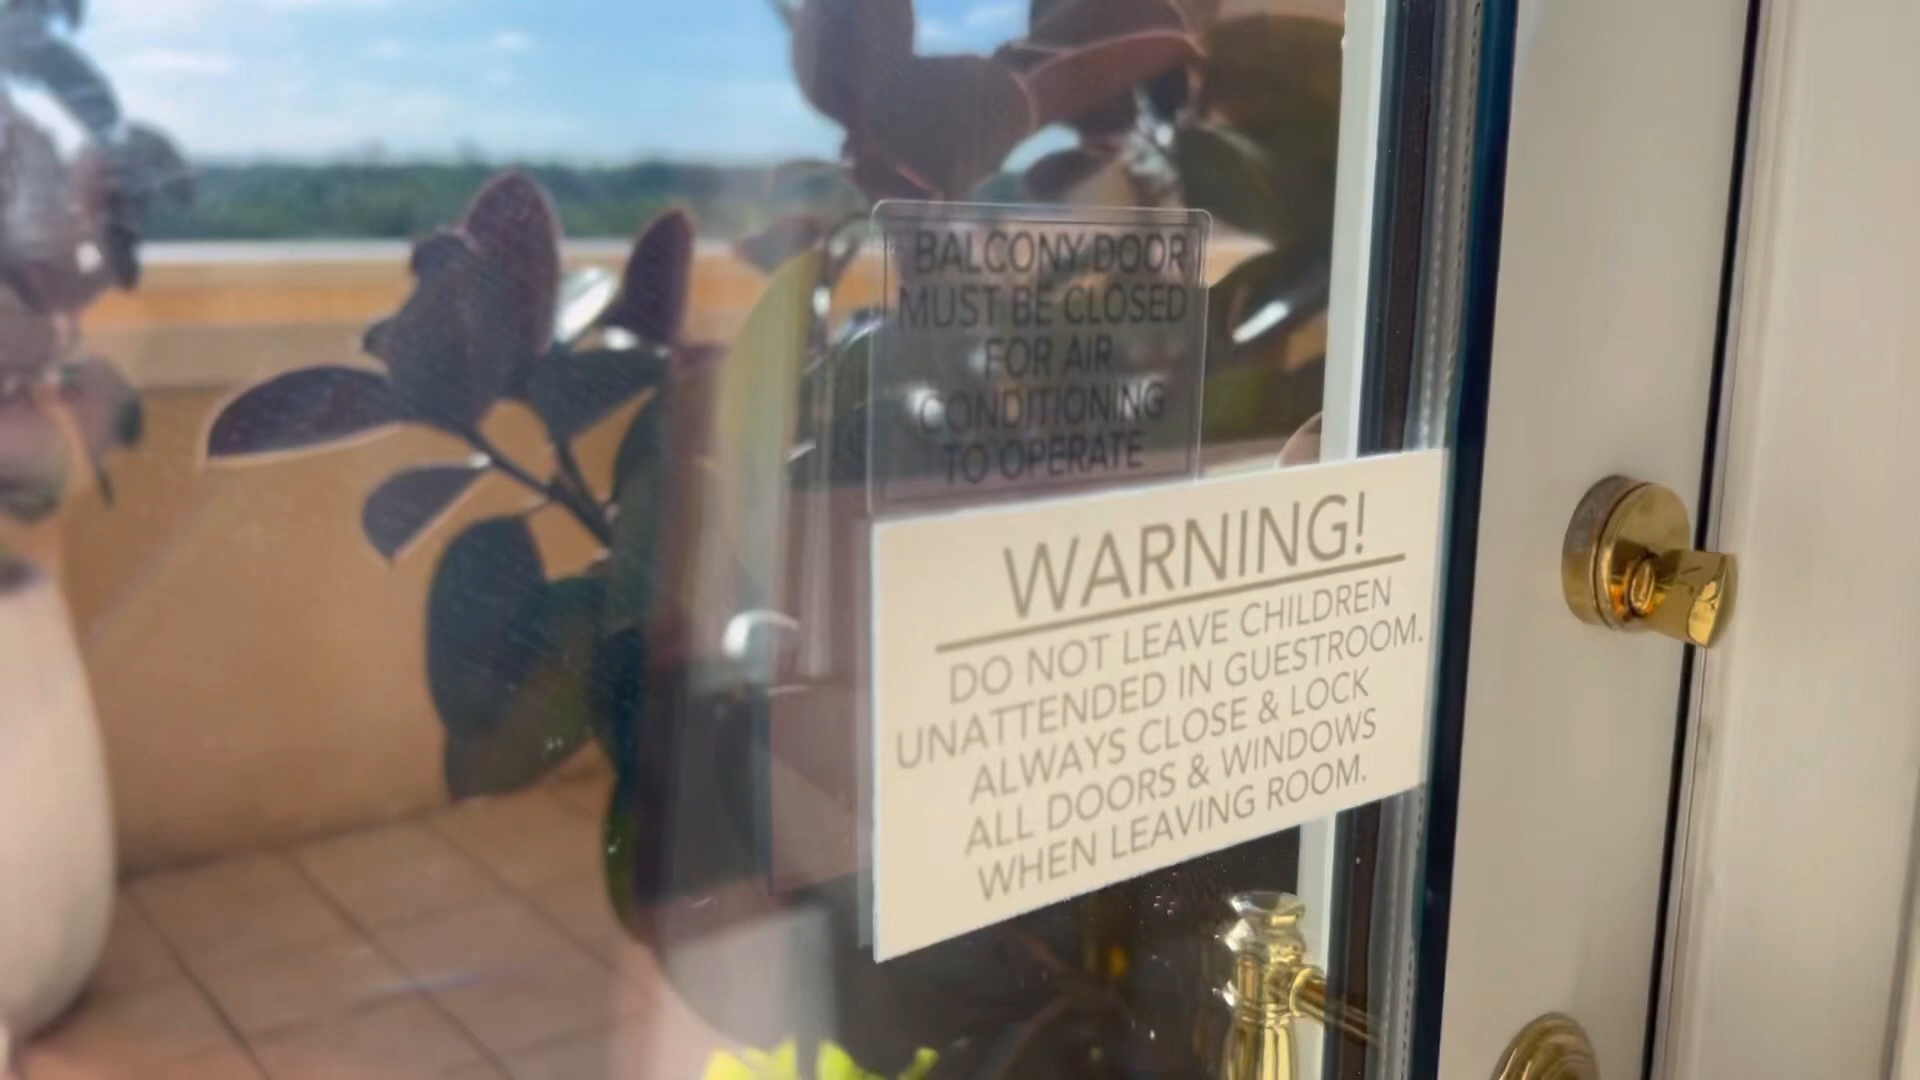 BALCONY DOOR
MUST BE CLOSED
FOR AIR
CONDITIONING
TO OPERATE
WARNING!
DO NOT LEAVE CHILDREN
UNATTENDED IN GUESTROOM.
ALWAYS CLOSE & LOCK
ALL DOORS & WINDOWS
WHEN LEAVING ROOM.